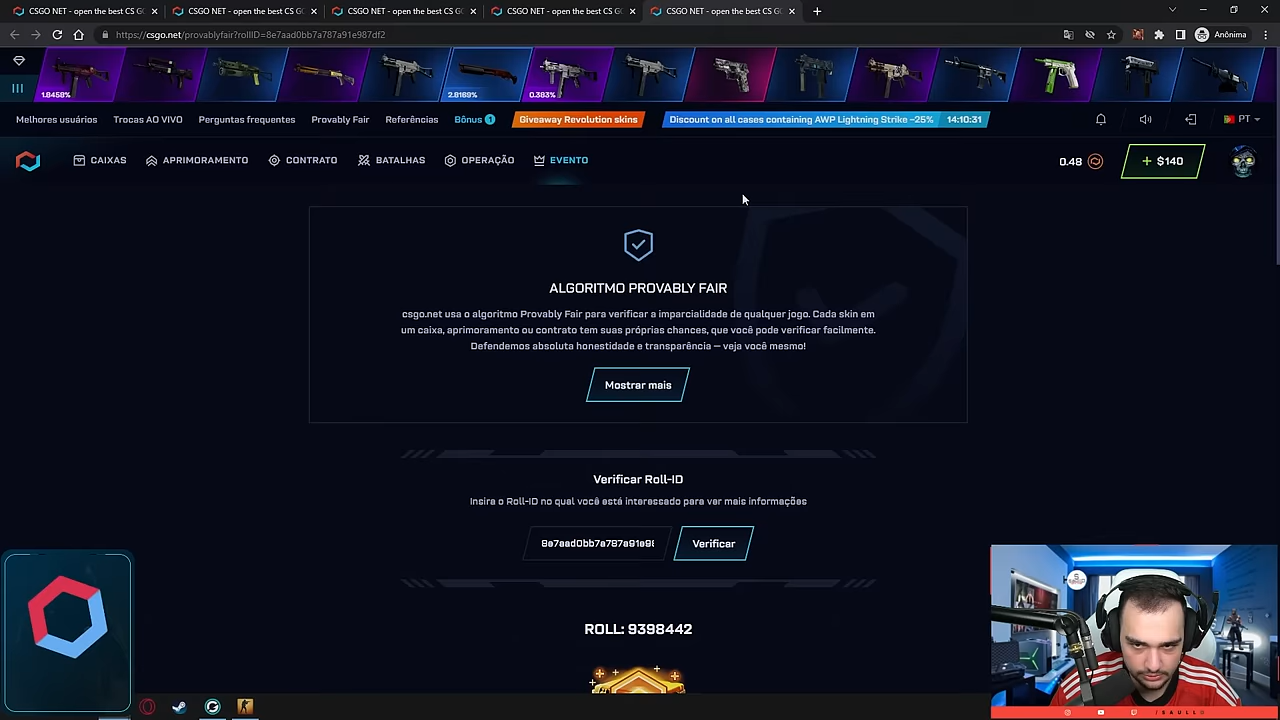 CSGO NET - open the best CS G
CSGO NET - open the best CS G
CSGO NET - open the best CS G
CSGO NET - open the best CS G
CSGO NET - open the best CS G
https://csgo.net/provablyfair?rollID=8e7aad0bb7a787a91e987df2
Anônima
1.8458%
2.8169%
0.383%
Melhores usuários
Trocas AO VIVO
Perguntas frequentes
Provably Fair
Referências
Bônus
Giveaway Revolution skins
Discount on all cases containing AWP Lightning Strike -25%
14:10:31
PT
CAIXAS
APRIMORAMENTO
CONTRATO
BATALHAS
OPERAÇÃO
EVENTO
0.48
+ $140
ALGORITMO PROVABLY FAIR
csgo.net usa o algoritmo Provably Fair para verificar a imparcialidade de qualquer jogo. Cada skin em
um caixa, aprimoramento ou contrato tem suas próprias chances, que você pode verificar facilmente.
Defendemos absoluta honestidade e transparência — veja você mesmo!
Mostrar mais
Verificar Roll-ID
Insira o Roll-ID no qual você está interessado para ver mais informações
8e7aad0bb7a787a91e98
Verificar
ROLL: 9398442